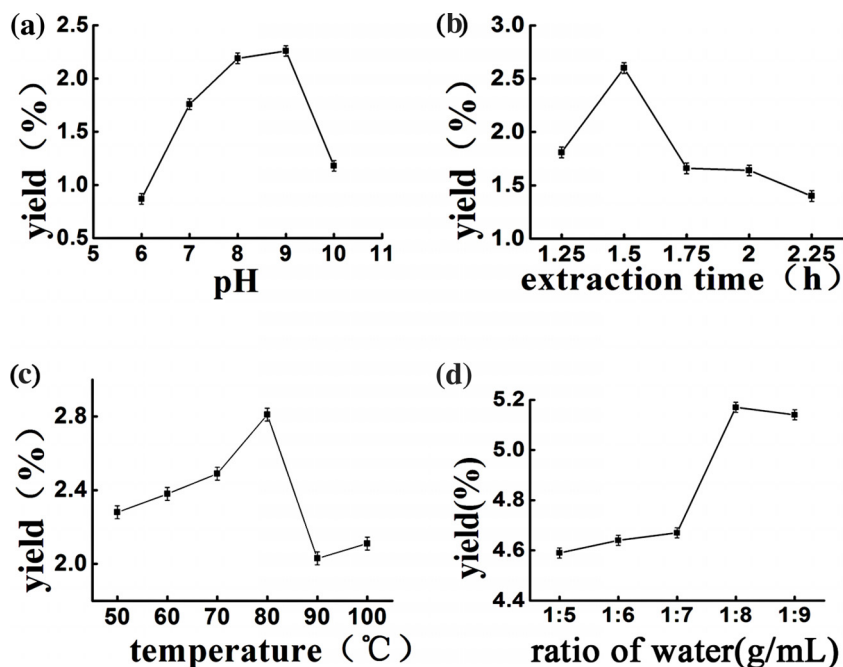 (a)
2.5
2.0
1.5
1.0
0.5
yield（%）
5 6 7 8 9 10 11
pH
(b)
3.0
2.5
2.0
1.5
1.0
yield（%）
1.25 1.5 1.75 2 2.25
extraction time（h）
(c)
2.8
2.4
2.0
yield（%）
50 60 70 80 90 100
temperature（℃）
(d)
5.2
5.0
4.8
4.6
4.4
yield(%)
1:5 1:6 1:7 1:8 1:9
ratio of water(g/mL)